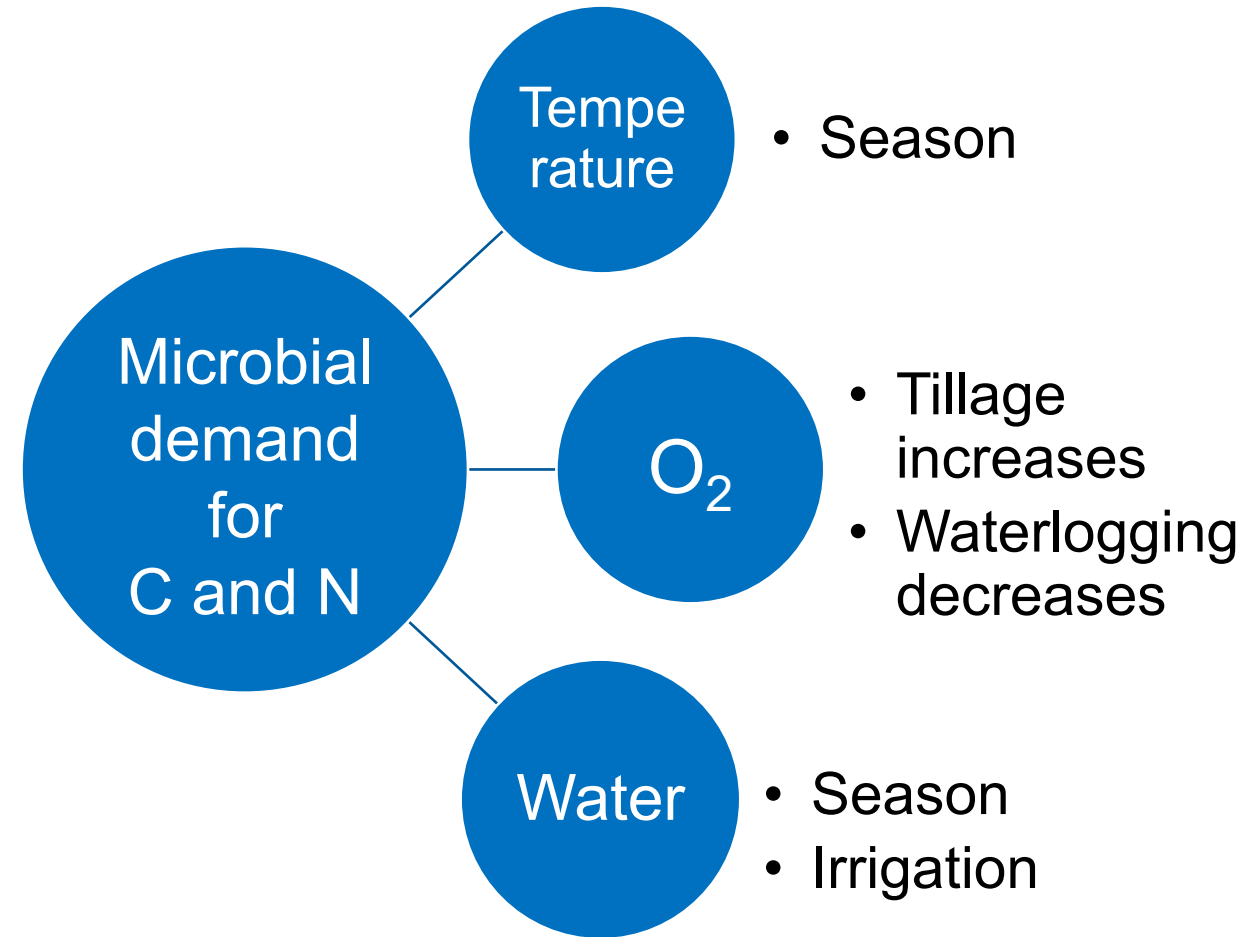 Tempe
rature
• Season
Microbial
demand
for
C and N
O₂
• Tillage
increases
• Waterlogging
decreases
Water
• Season
• Irrigation